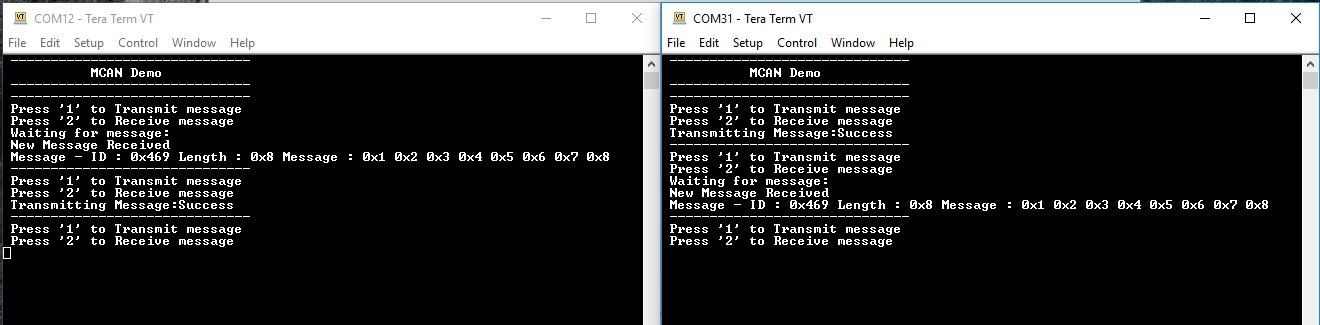 COM12 - Tera Term VT
File Edit Setup Control Window Help
------------------------------
MCAN Demo
------------------------------
------------------------------
Press '1' to Transmit message
Press '2' to Receive message
Waiting for message:
New Message Received
Message - ID : 0x469 Length : 0x8 Message : 0x1 0x2 0x3 0x4 0x5 0x6 0x7 0x8
------------------------------
Press '1' to Transmit message
Press '2' to Receive message
Transmitting Message:Success
------------------------------
Press '1' to Transmit message
Press '2' to Receive message
COM31 - Tera Term VT
File Edit Setup Control Window Help
------------------------------
MCAN Demo
------------------------------
------------------------------
Press '1' to Transmit message
Press '2' to Receive message
Transmitting Message:Success
------------------------------
Press '1' to Transmit message
Press '2' to Receive message
Waiting for message:
New Message Received
Message - ID : 0x469 Length : 0x8 Message : 0x1 0x2 0x3 0x4 0x5 0x6 0x7 0x8
------------------------------
Press '1' to Transmit message
Press '2' to Receive message